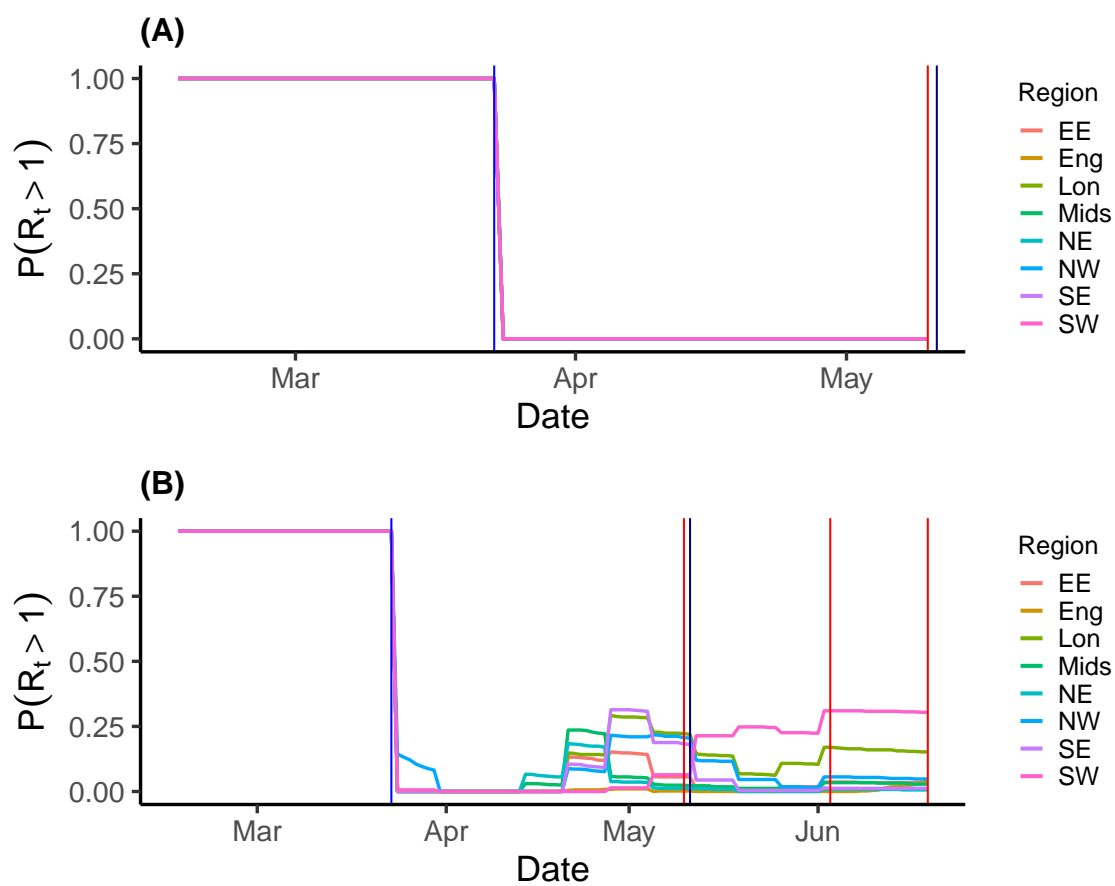 (A)
1.00
0.75
0.50
0.25
0.00
P(Rt > 1)
Mar Apr May
Date
Region
EE
Eng
Lon
Mids
NE
NW
SE
SW
(B)
1.00
0.75
0.50
0.25
0.00
P(Rt > 1)
Mar Apr May Jun
Date
Region
EE
Eng
Lon
Mids
NE
NW
SE
SW